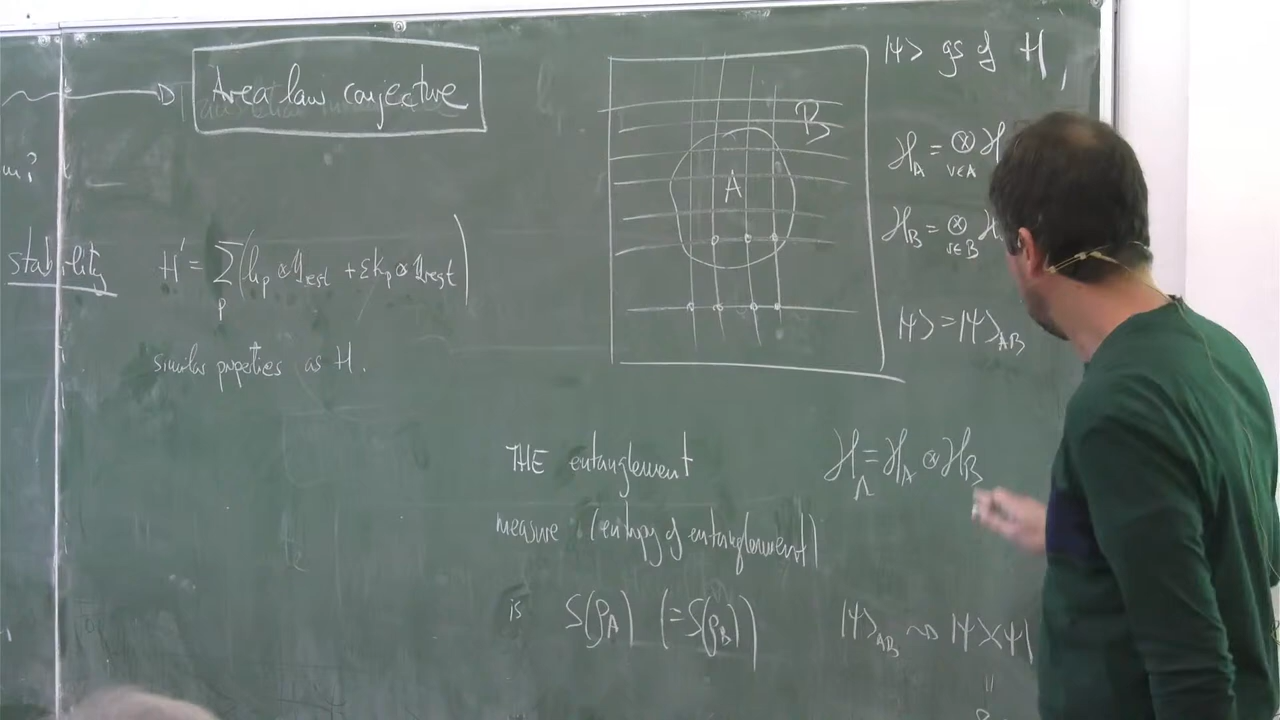 Area law conjecture
m?
stability
H' = Σ_p (h_p ⊗ 𝟙_rest + ε k_p ⊗ 𝟙_rest)
similar properties as H.
B
A
|ψ> gs of H,
ℋ_A = ⊗_{v∈A} ℋ
ℋ_B = ⊗_{v∈B} ℋ
|ψ> = |ψ>_AB
THE entanglement
measure (entropy of entanglement)
is S(ρ_A) (= S(ρ_B))
ℋ_Λ = ℋ_A ⊗ ℋ_B
|ψ>_AB ⇝ |ψ><ψ|